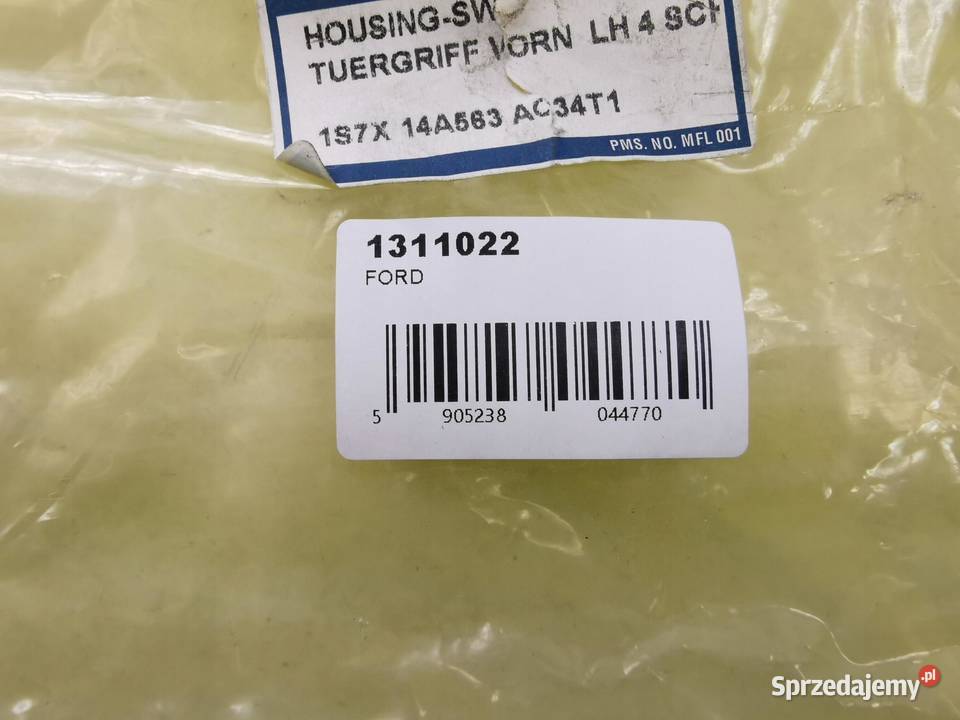 HOUSING-SW
TUERGRIFF VORN LH 4 SCH
1S7X 14A563 AC34T1
PMS. NO. MFL 001
1311022
FORD
5 905238 044770
Sprzedajemy.pl